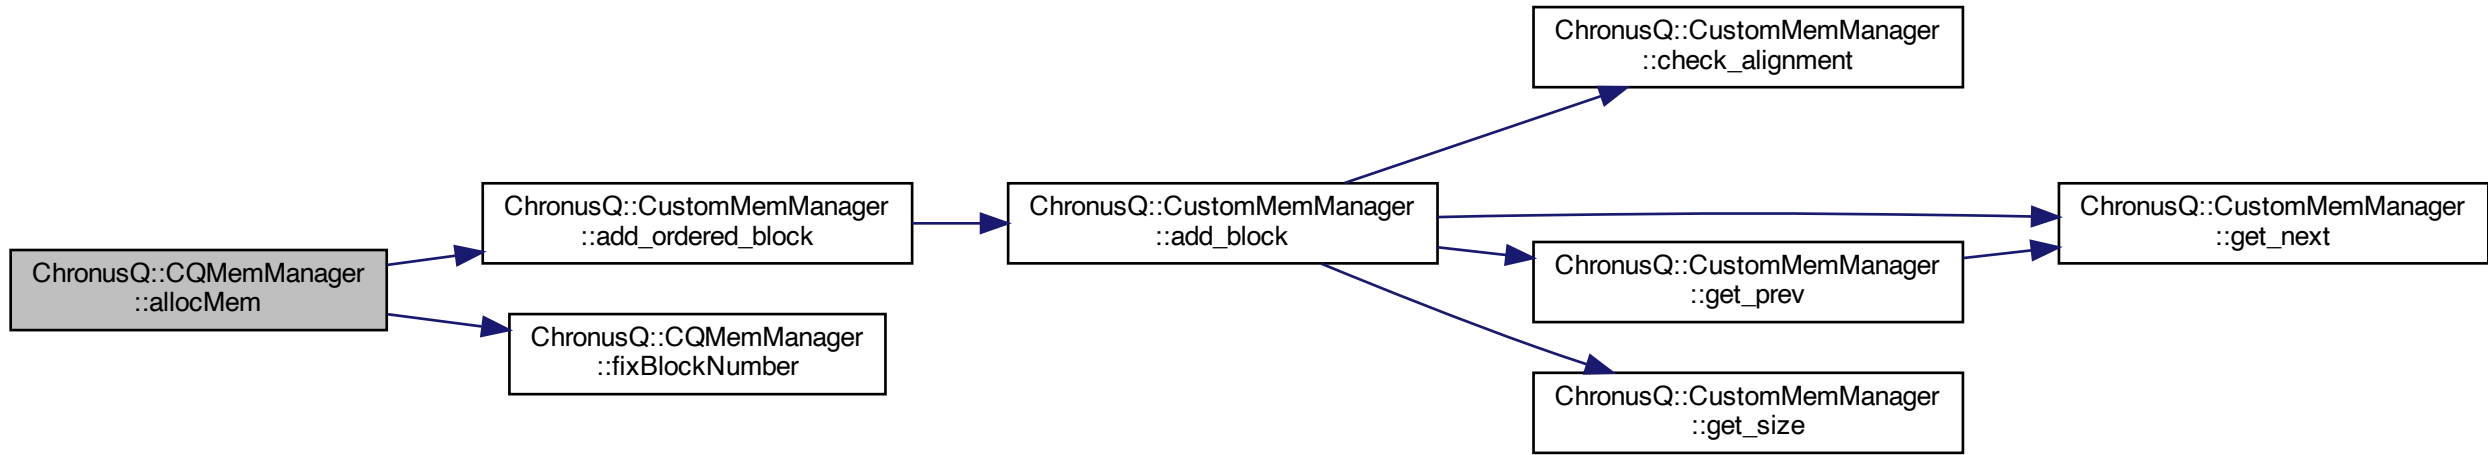 ChronusQ::CQMemManager
::allocMem
ChronusQ::CustomMemManager
::add_ordered_block
ChronusQ::CQMemManager
::fixBlockNumber
ChronusQ::CustomMemManager
::add_block
ChronusQ::CustomMemManager
::check_alignment
ChronusQ::CustomMemManager
::get_prev
ChronusQ::CustomMemManager
::get_size
ChronusQ::CustomMemManager
::get_next